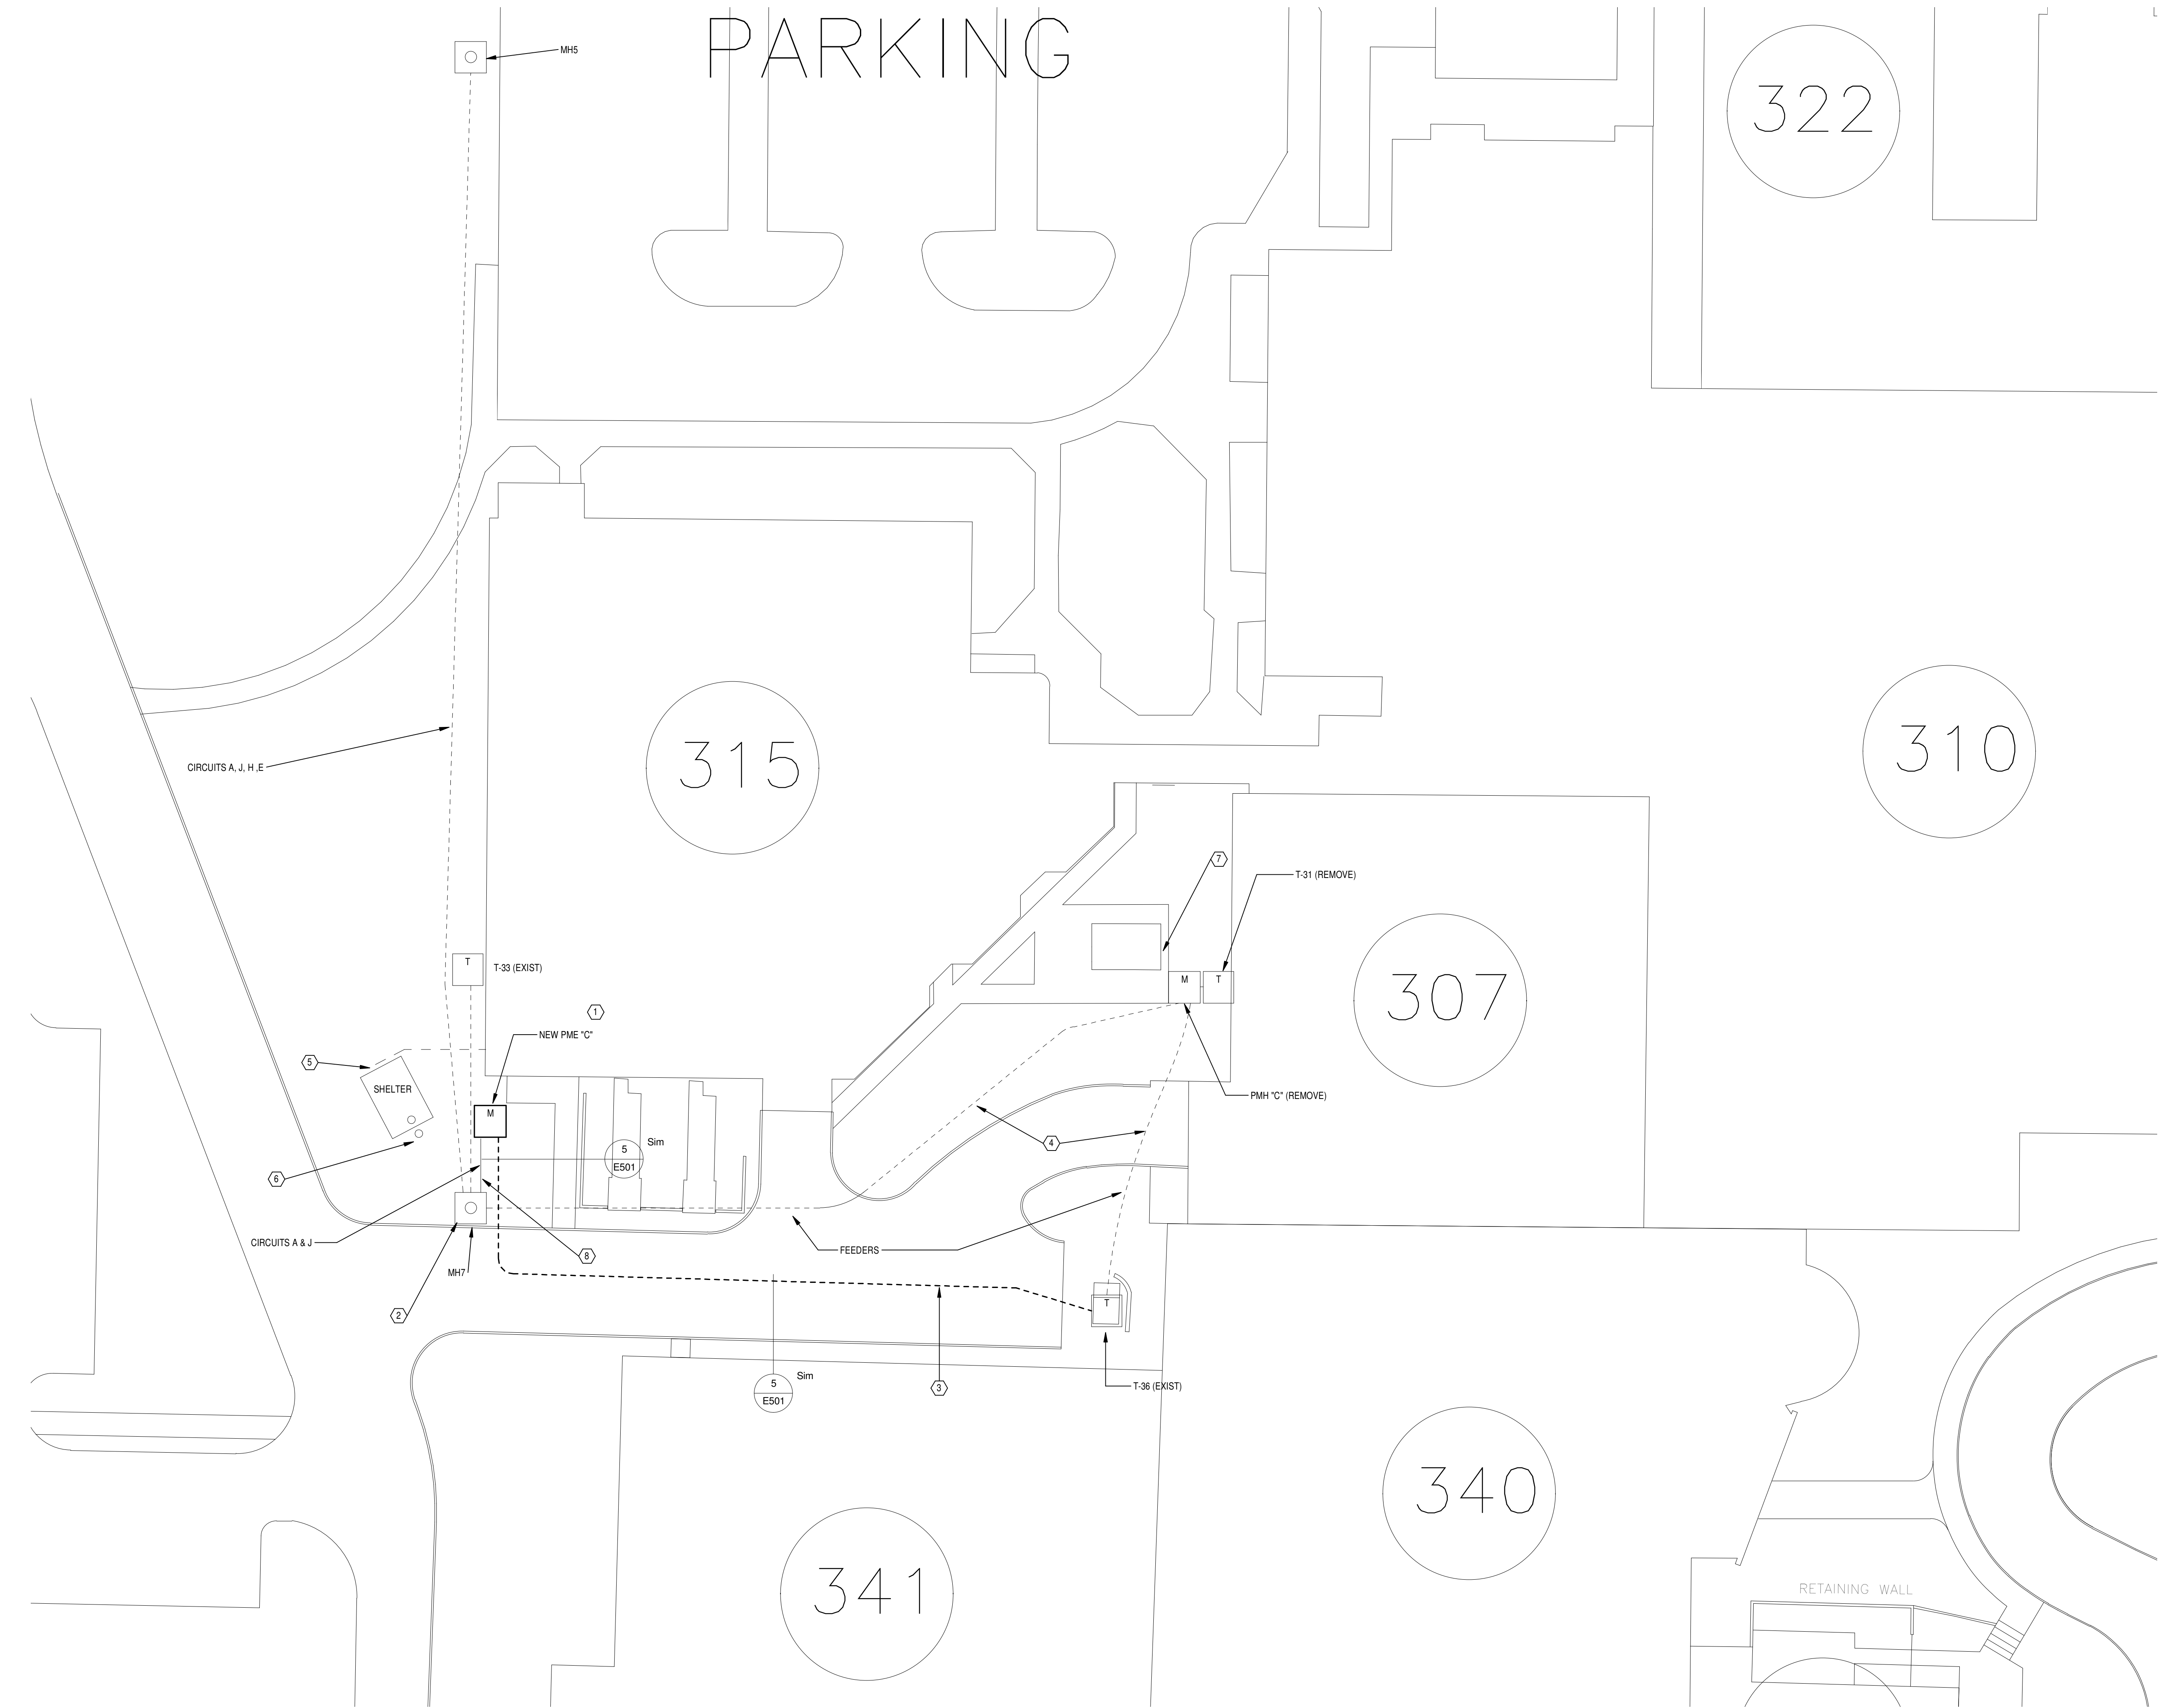 PARKING
MH5
322
CIRCUITS A, J, H ,E
315
310
7
T-31 (REMOVE)
T
T-33 (EXIST)
M
T
307
1
NEW PME "C"
5
SHELTER
M
PMH "C" (REMOVE)
4
5
E501
Sim
6
CIRCUITS A & J
8
FEEDERS
MH7
2
T
3
T-36 (EXIST)
5
E501
Sim
340
341
RETAINING WALL